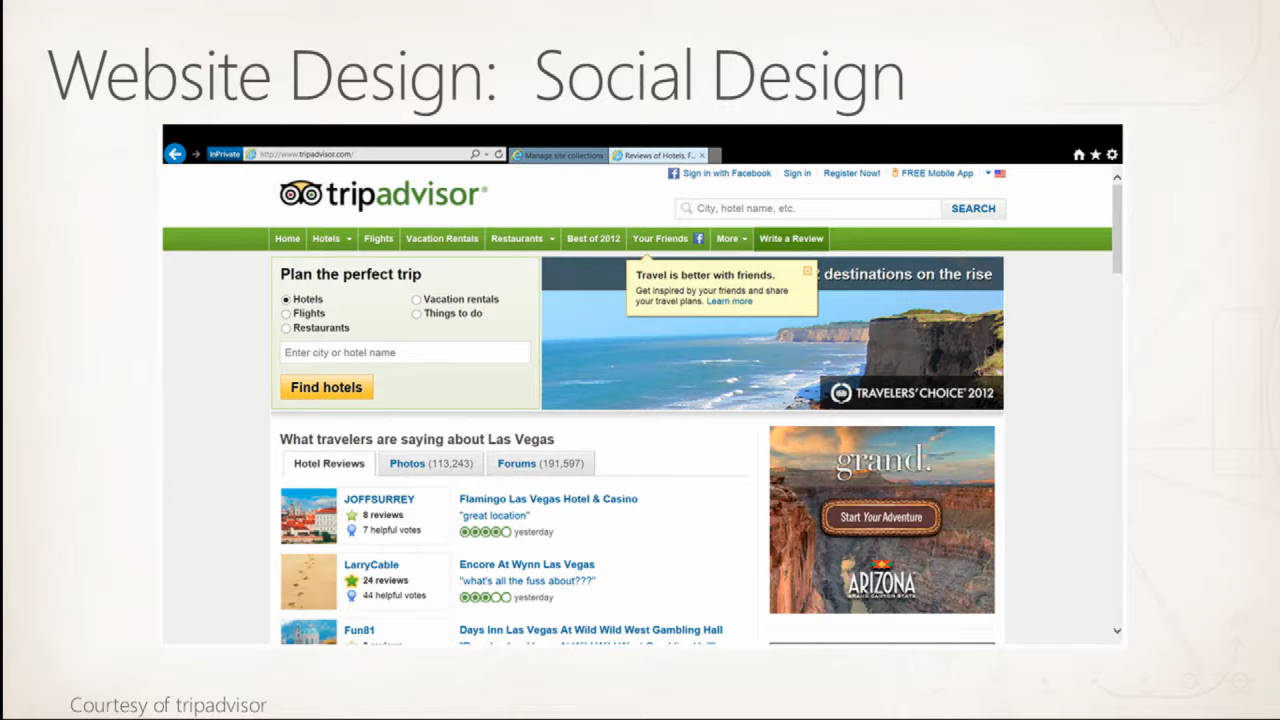 Website Design: Social Design
InPrivate
http://www.tripadvisor.com/
Manage site collections
Reviews of Hotels, F...
Sign in with Facebook
Sign in
Register Now!
FREE Mobile App
tripadvisor®
City, hotel name, etc.
SEARCH
Home
Hotels
Flights
Vacation Rentals
Restaurants
Best of 2012
Your Friends
More
Write a Review
Plan the perfect trip
Hotels
Vacation rentals
Flights
Things to do
Restaurants
Enter city or hotel name
Find hotels
Travel is better with friends.
Get inspired by your friends and share
your travel plans. Learn more
destinations on the rise
TRAVELERS' CHOICE 2012
What travelers are saying about Las Vegas
Hotel Reviews
Photos (113,243)
Forums (191,597)
JOFFSURREY
8 reviews
7 helpful votes
Flamingo Las Vegas Hotel & Casino
"great location"
yesterday
LarryCable
24 reviews
44 helpful votes
Encore At Wynn Las Vegas
"what's all the fuss about???"
yesterday
Fun81
Days Inn Las Vegas At Wild Wild West Gambling Hall
grand.
Start Your Adventure
ARIZONA
GRAND CANYON STATE
Courtesy of tripadvisor